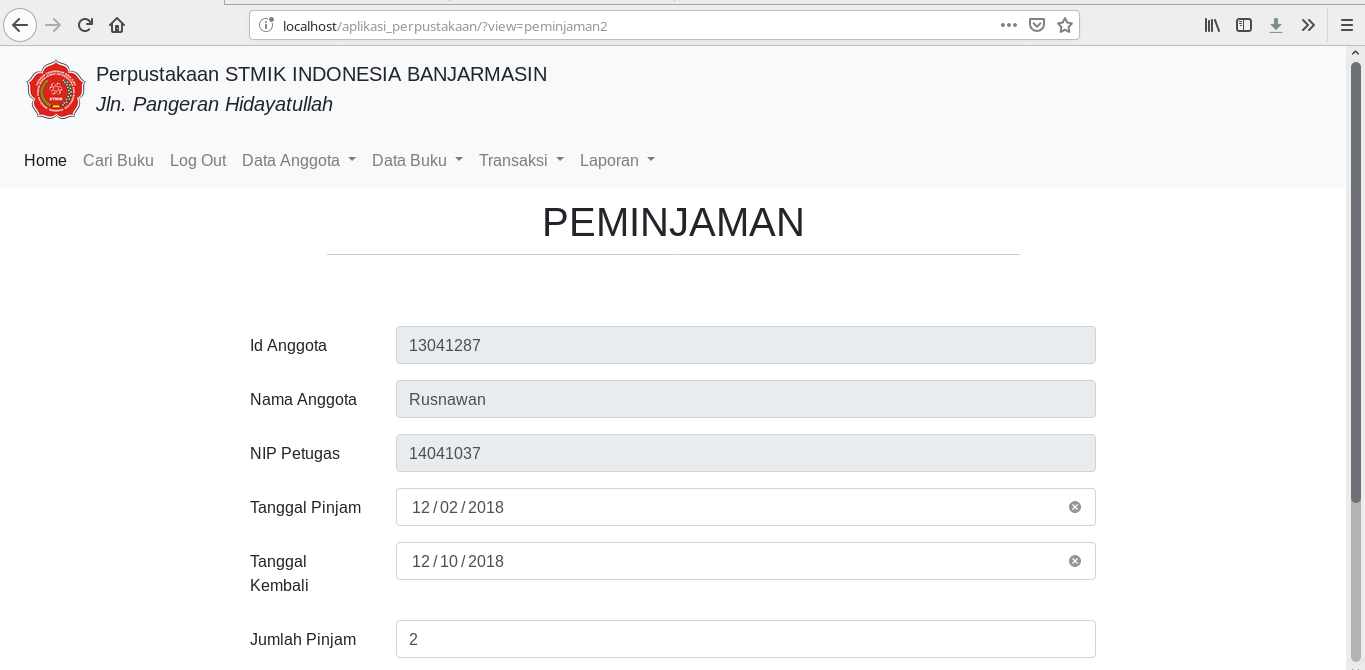 localhost/aplikasi_perpustakaan/?view=peminjaman2
Perpustakaan STMIK INDONESIA BANJARMASIN
Jln. Pangeran Hidayatullah
Home Cari Buku Log Out Data Anggota Data Buku Transaksi Laporan
PEMINJAMAN
Id Anggota 13041287
Nama Anggota Rusnawan
NIP Petugas 14041037
Tanggal Pinjam 12/02/2018
Tanggal 12/10/2018
Kembali
Jumlah Pinjam 2